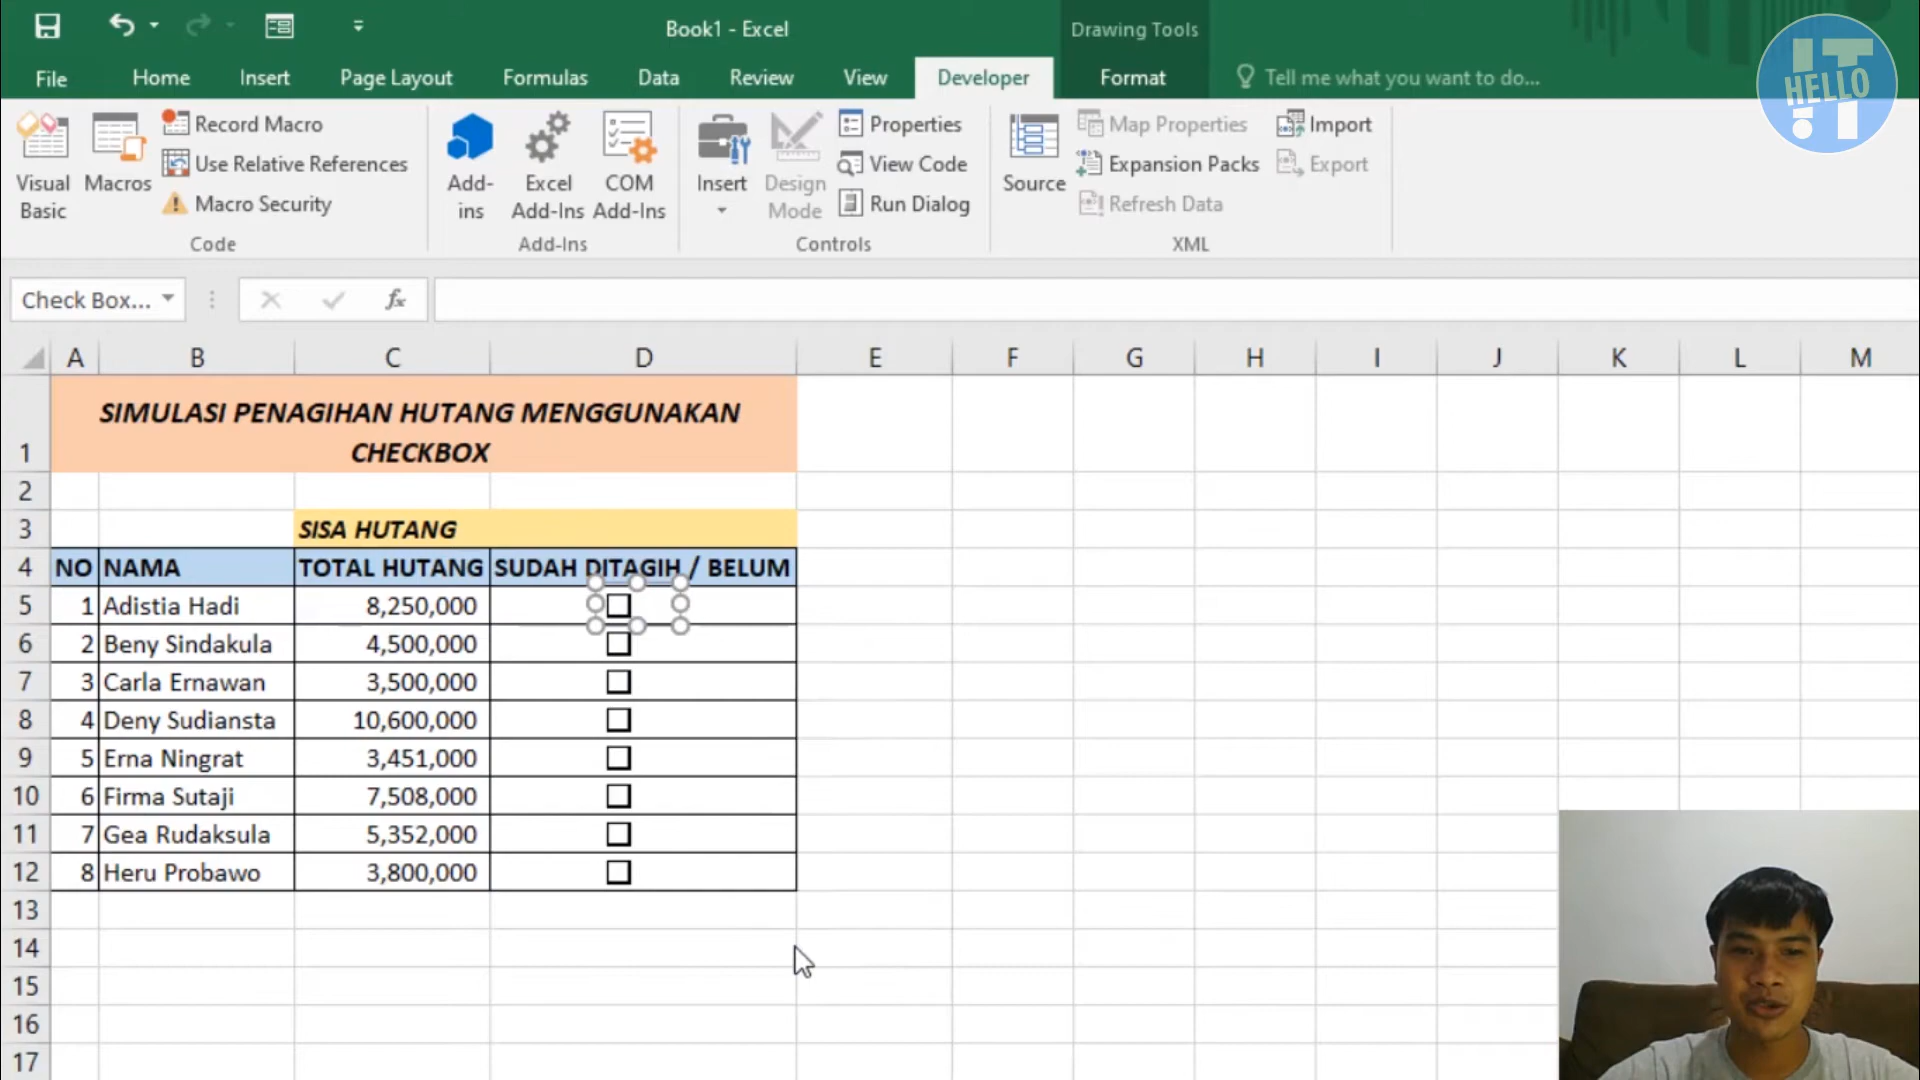 Book1 - Excel
Drawing Tools
File Home Insert Page Layout Formulas Data Review View Developer Format Tell me what you want to do...
HELLO IT!
Visual Basic
Macros
Record Macro
Use Relative References
Macro Security
Code
Add-ins
Excel Add-Ins
COM Add-Ins
Add-Ins
Insert
Design Mode
Properties
View Code
Run Dialog
Controls
Source
Map Properties
Expansion Packs
Refresh Data
Import
Export
XML
Check Box... fx
A B C D E F G H I J K L M
1 SIMULASI PENAGIHAN HUTANG MENGGUNAKAN
CHECKBOX
2
3 SISA HUTANG
4 NO NAMA TOTAL HUTANG SUDAH DITAGIH / BELUM
5 1 Adistia Hadi 8,250,000
6 2 Beny Sindakula 4,500,000
7 3 Carla Ernawan 3,500,000
8 4 Deny Sudiansta 10,600,000
9 5 Erna Ningrat 3,451,000
10 6 Firma Sutaji 7,508,000
11 7 Gea Rudaksula 5,352,000
12 8 Heru Probawo 3,800,000
13
14
15
16
17